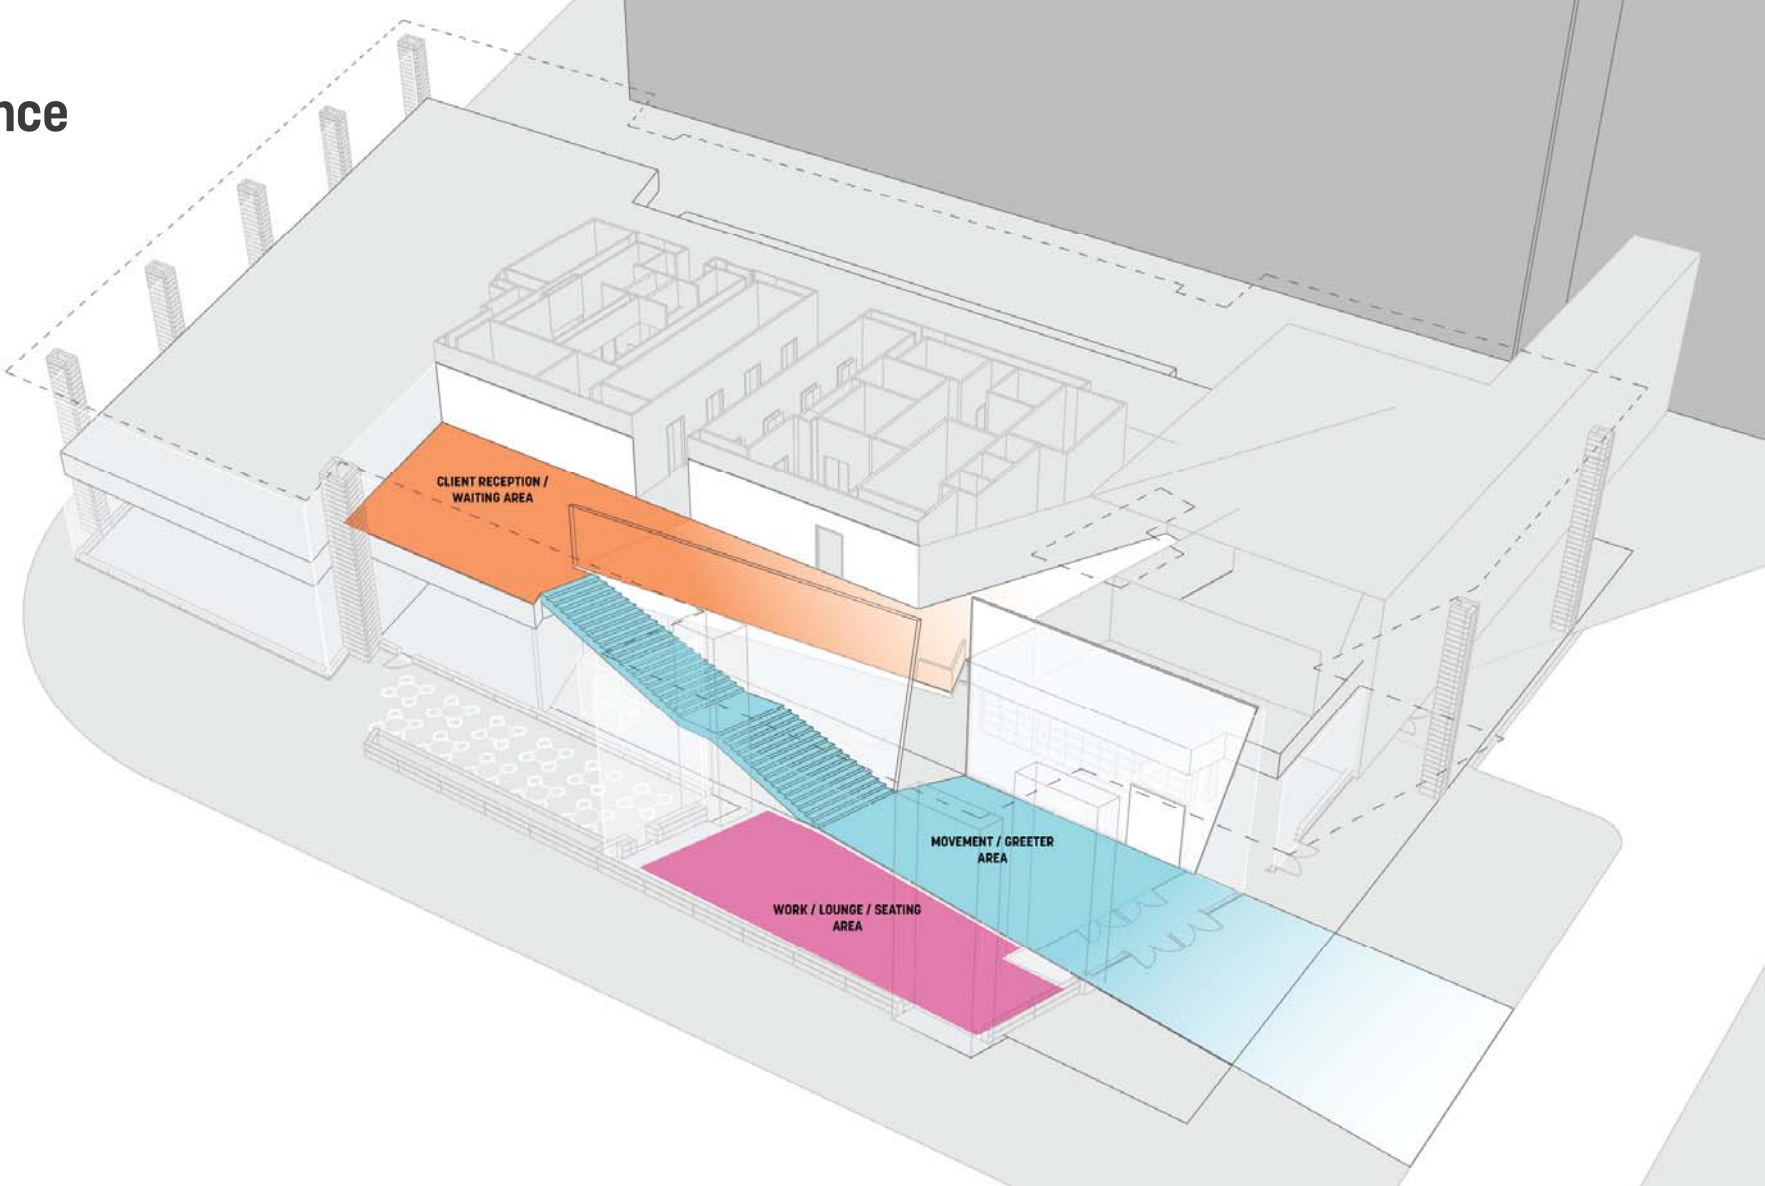 nce
CLIENT RECEPTION /
WAITING AREA
MOVEMENT / GREETER
AREA
WORK / LOUNGE / SEATING
AREA